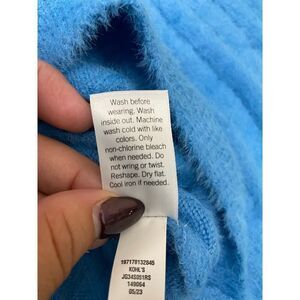 Wash before
wearing. Wash
inside out. Machine
wash cold with like
colors. Only
non-chlorine bleach
when needed. Do
not wring or twist.
Reshape. Dry flat.
Cool iron if needed.
197178132845
KOHL'S
JG34S051RS
149064
05/23